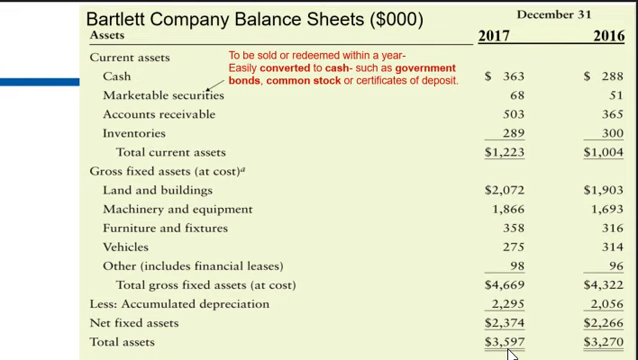 Bartlett Company Balance Sheets ($000) December 31
Assets 2017 2016
Current assets To be sold or redeemed within a year-
Easily converted to cash- such as government
bonds, common stock or certificates of deposit.
Cash $ 363 $ 288
Marketable securities 68 51
Accounts receivable 503 365
Inventories 289 300
Total current assets $1,223 $1,004
Gross fixed assets (at cost)a
Land and buildings $2,072 $1,903
Machinery and equipment 1,866 1,693
Furniture and fixtures 358 316
Vehicles 275 314
Other (includes financial leases) 98 96
Total gross fixed assets (at cost) $4,669 $4,322
Less: Accumulated depreciation 2,295 2,056
Net fixed assets $2,374 $2,266
Total assets $3,597 $3,270